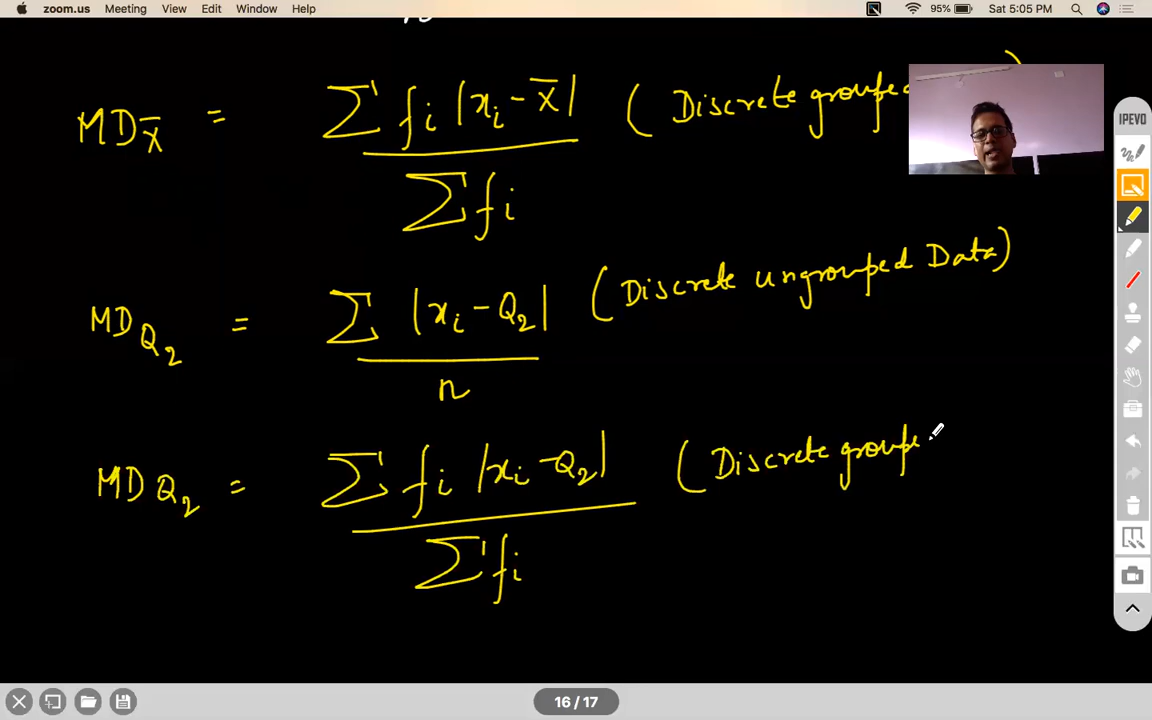 zoom.us Meeting View Edit Window Help 95% Sat 5:05 PM
MD x̄ = Σ fi |xi - x̄| / Σ fi (Discrete grouped
IPEVO
MD Q2 = Σ |xi - Q2| / n (Discrete ungrouped Data)
MD Q2 = Σ fi |xi - Q2| / Σ fi (Discrete groupe
16 / 17